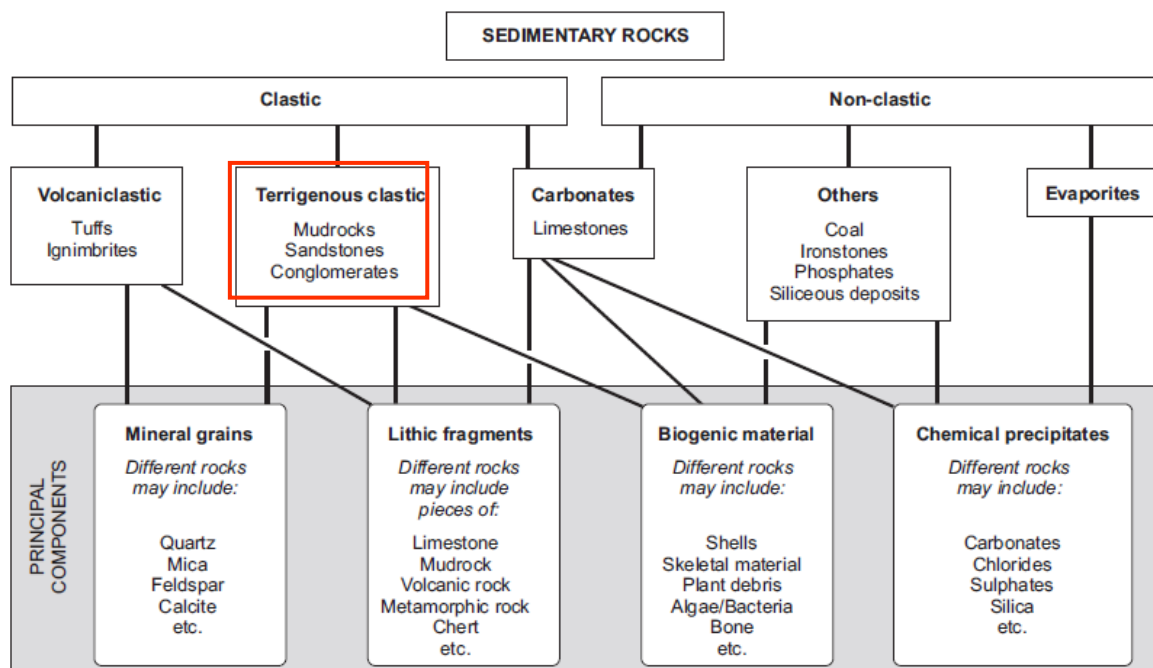 SEDIMENTARY ROCKS
Clastic
Non-clastic
Volcaniclastic
Tuffs
Ignimbrites
Terrigenous clastic
Mudrocks
Sandstones
Conglomerates
Carbonates
Limestones
Others
Coal
Ironstones
Phosphates
Siliceous deposits
Evaporites
PRINCIPAL
COMPONENTS
Mineral grains
Different rocks
may include:
Quartz
Mica
Feldspar
Calcite
etc.
Lithic fragments
Different rocks
may include
pieces of:
Limestone
Mudrock
Volcanic rock
Metamorphic rock
Chert
etc.
Biogenic material
Different rocks
may include:
Shells
Skeletal material
Plant debris
Algae/Bacteria
Bone
etc.
Chemical precipitates
Different rocks
may include:
Carbonates
Chlorides
Sulphates
Silica
etc.